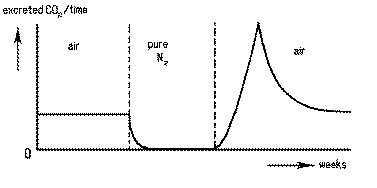 excreted CO₂/time
air
pure
N₂
air
0
weeks